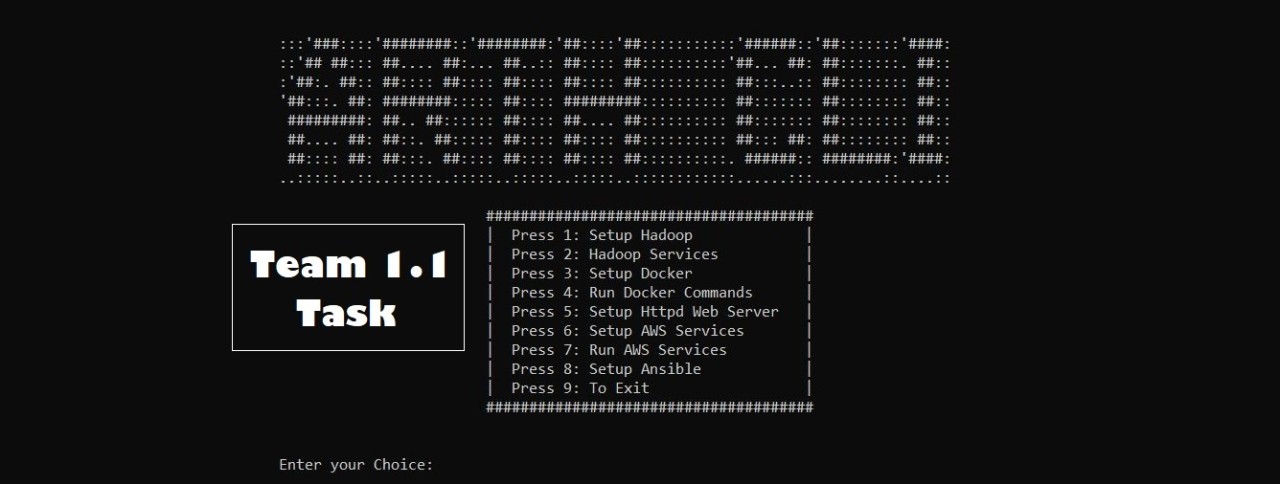 ARTH CLI
Team 1.1
Task
Press 1: Setup Hadoop
Press 2: Hadoop Services
Press 3: Setup Docker
Press 4: Run Docker Commands
Press 5: Setup Httpd Web Server
Press 6: Setup AWS Services
Press 7: Run AWS Services
Press 8: Setup Ansible
Press 9: To Exit
Enter your Choice: